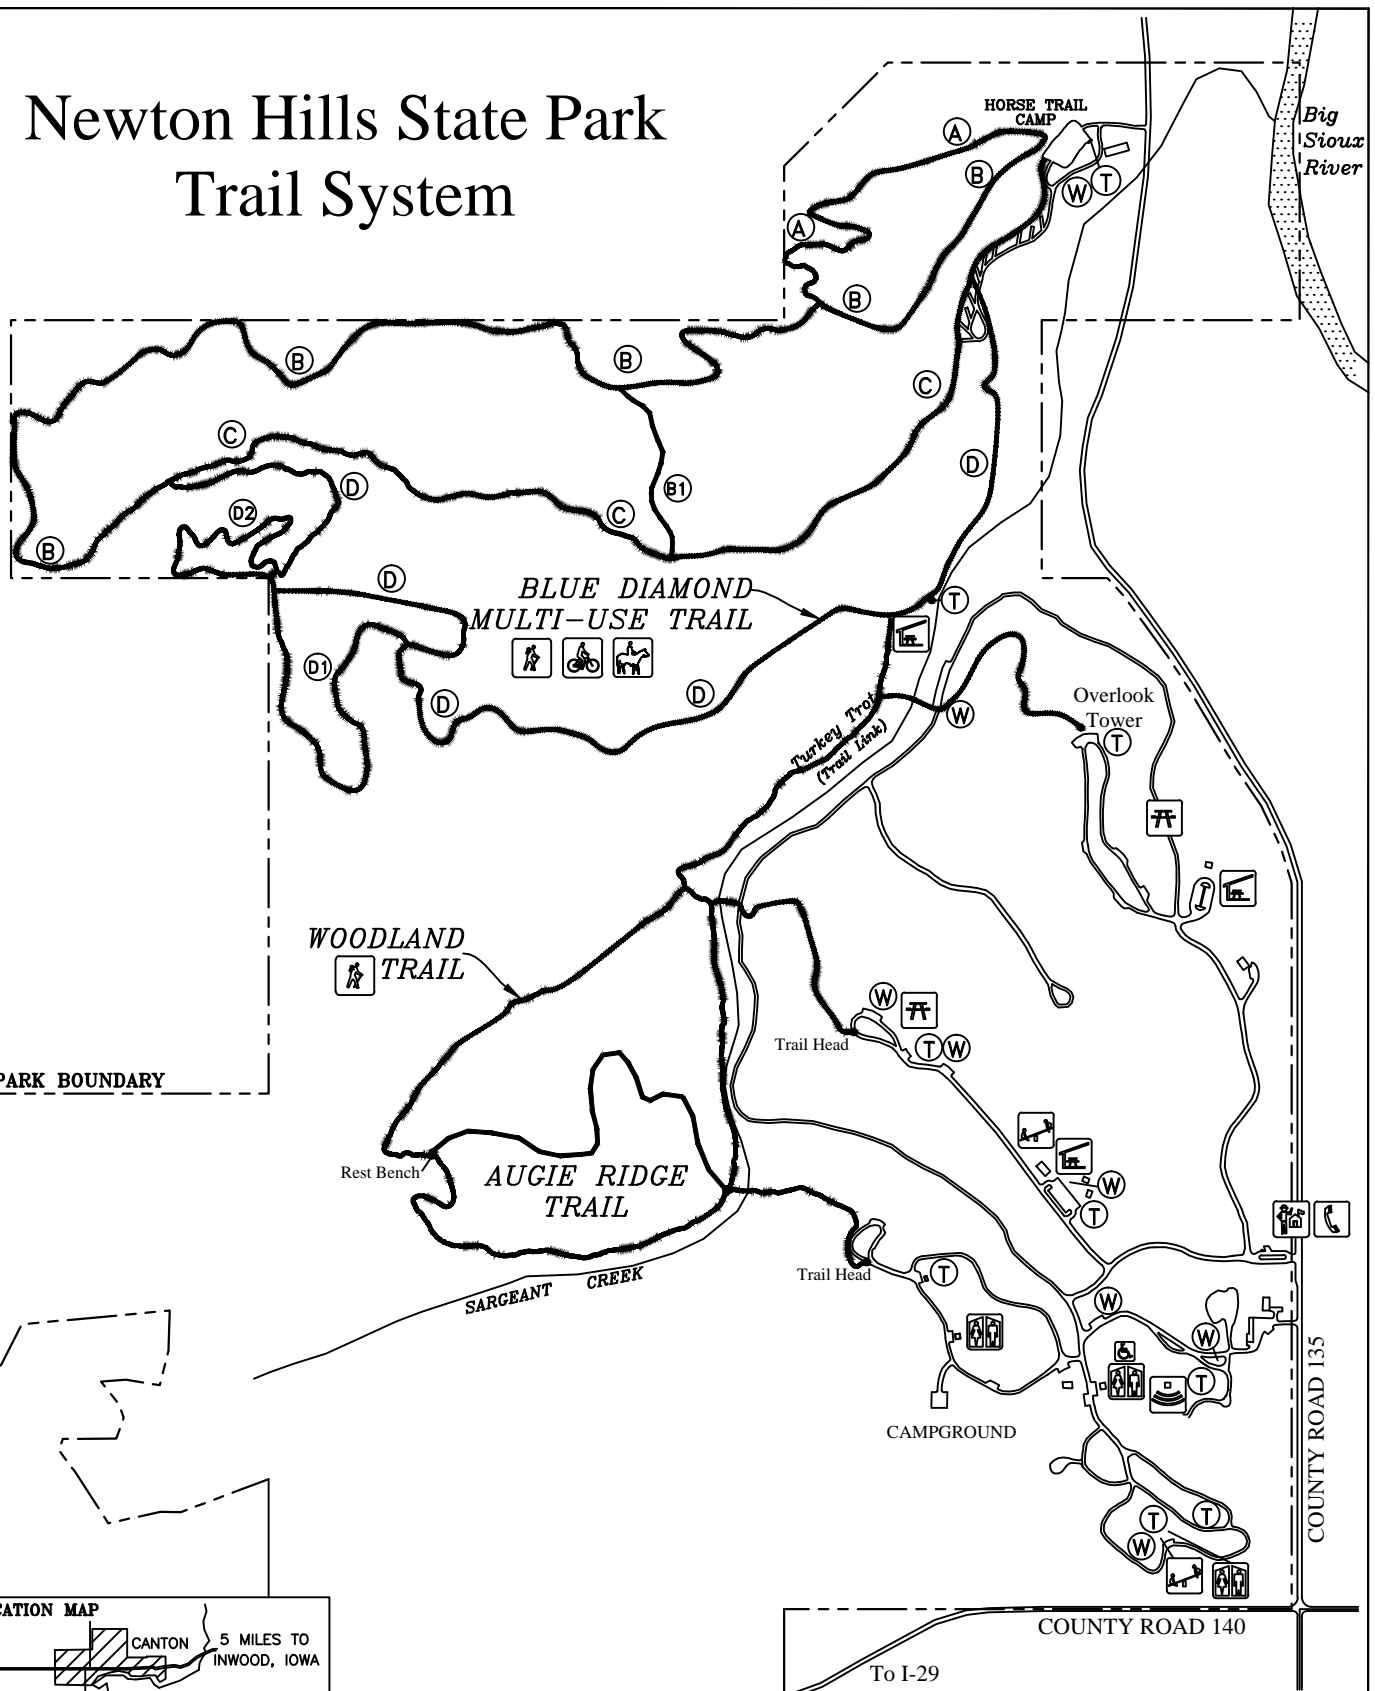 Newton Hills State Park
Trail System
HORSE TRAIL
CAMP
Big
Sioux
River
A
B
W
T
A
B
B
B
C
C
D
D
B1
D2
C
B
D
BLUE DIAMOND
MULTI-USE TRAIL
T
D1
D
D
W
Overlook
Tower
T
Turkey Trot
(Trail Link)
WOODLAND
TRAIL
W
Trail Head
T
W
PARK BOUNDARY
Rest Bench
AUGIE RIDGE
TRAIL
W
T
Trail Head
T
SARGEANT CREEK
W
W
T
COUNTY ROAD 135
CAMPGROUND
T
T
W
CATION MAP
CANTON
5 MILES TO
INWOOD, IOWA
COUNTY ROAD 140
To I-29